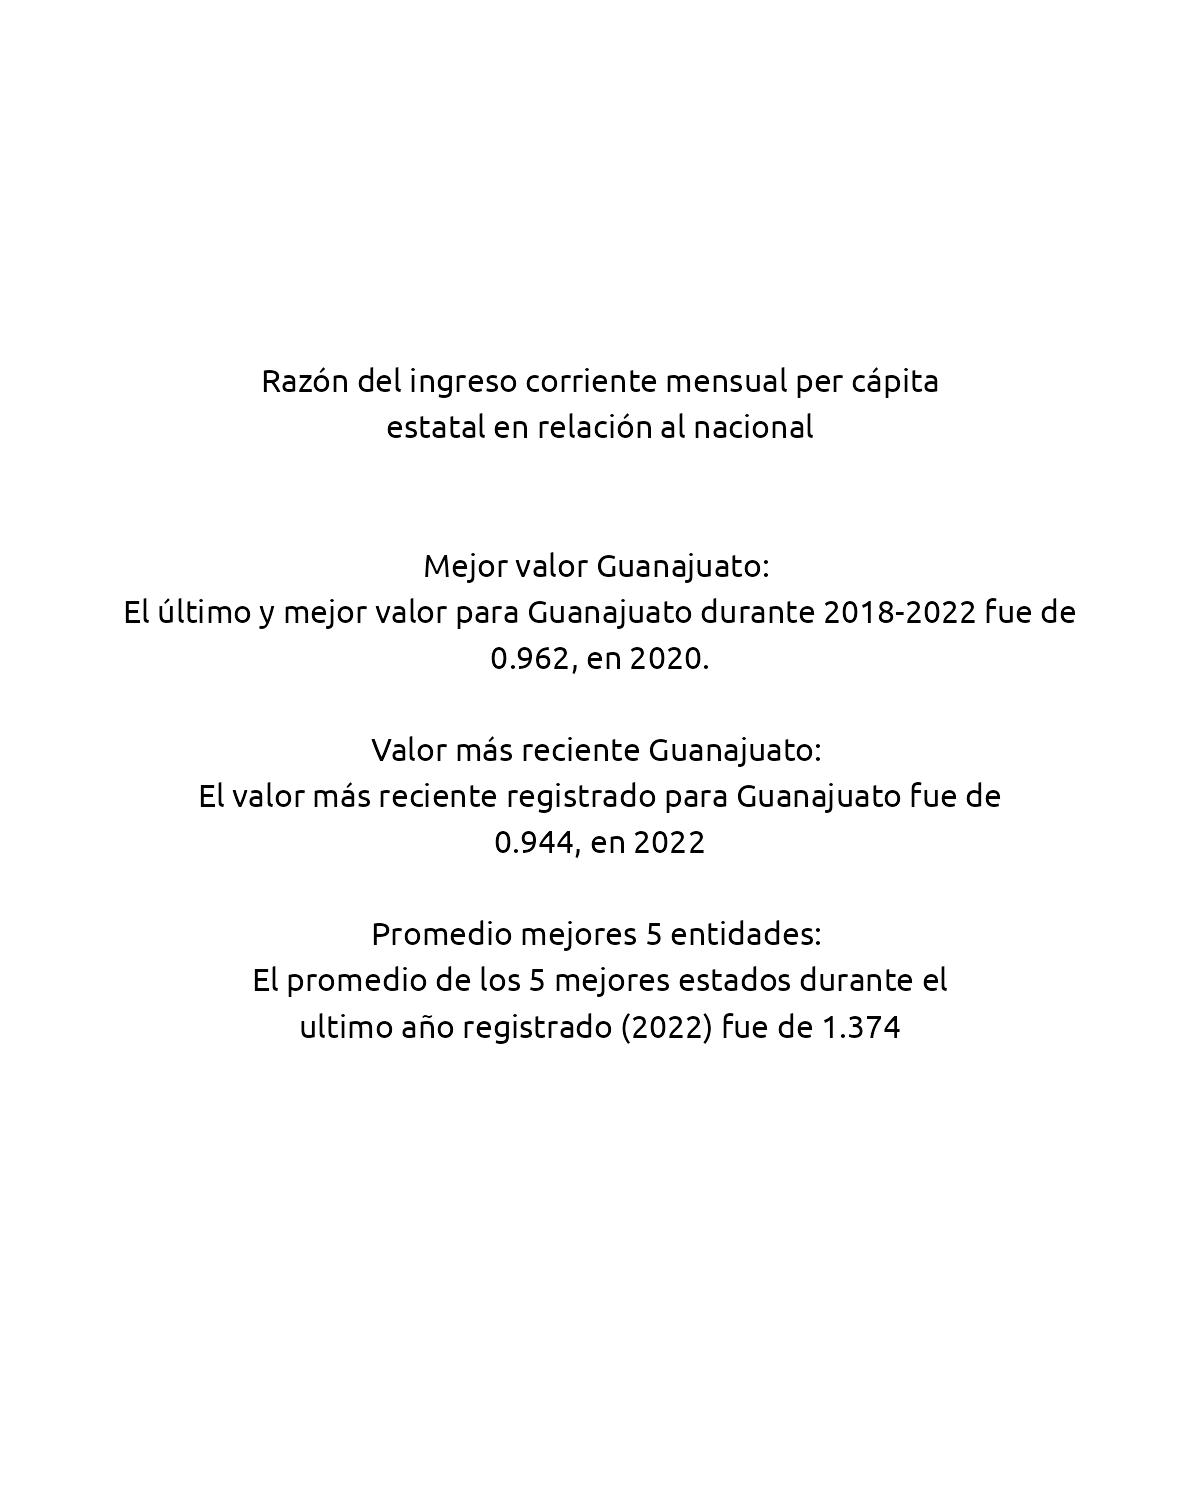 Razón del ingreso corriente mensual per cápita
estatal en relación al nacional
Mejor valor Guanajuato:
El último y mejor valor para Guanajuato durante 2018-2022 fue de
0.962, en 2020.
Valor más reciente Guanajuato:
El valor más reciente registrado para Guanajuato fue de
0.944, en 2022
Promedio mejores 5 entidades:
El promedio de los 5 mejores estados durante el
ultimo año registrado (2022) fue de 1.374